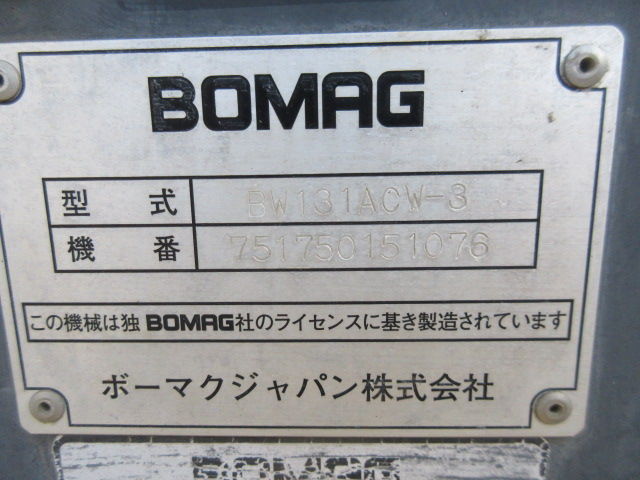 BOMAG
型式 BW131ACW-3
機番 751750151076
この機械は独BOMAG社のライセンスに基き製造されています
ボーマクジャパン株式会社
BOMAG